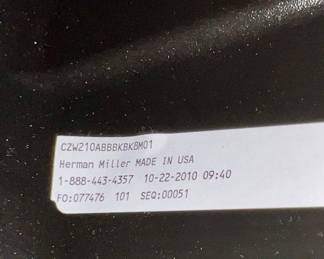 CZW210ABBBKBKBM01
Herman Miller MADE IN USA
1-888-443-4357 10-22-2010 09:40
FO:077476 101 SEQ:00051